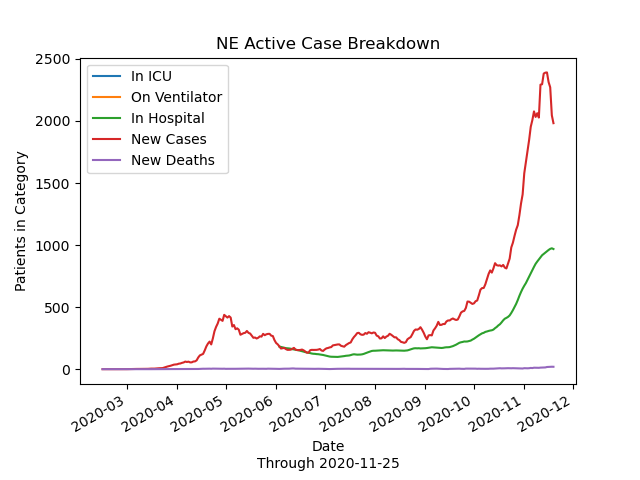 NE Active Case Breakdown
In ICU
On Ventilator
In Hospital
New Cases
New Deaths
Patients in Category
2500
2000
1500
1000
500
0
2020-03
2020-04
2020-05
2020-06
2020-07
2020-08
2020-09
2020-10
2020-11
2020-12
Date
Through 2020-11-25